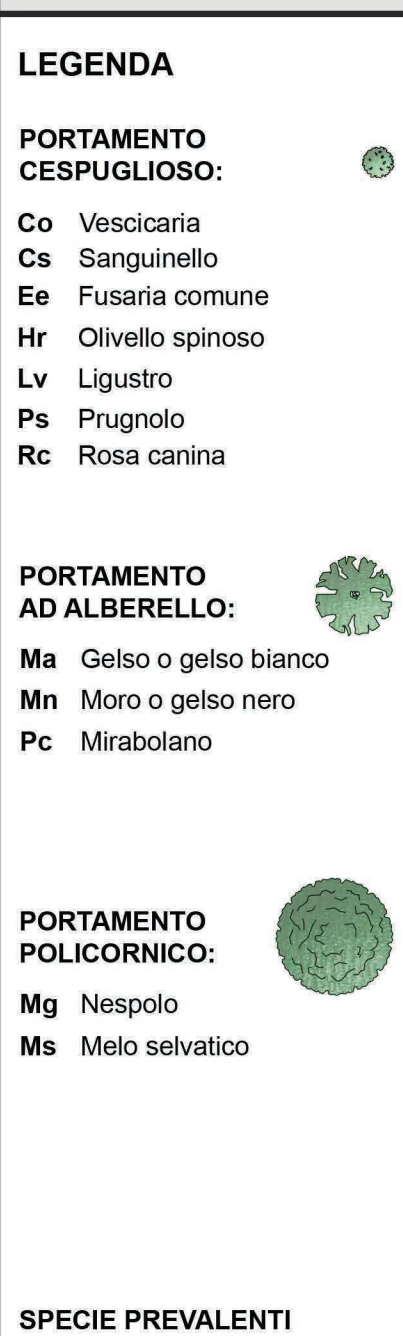 LEGENDA
PORTAMENTO
CESPUGLIOSO:
Co Vescicaria
Cs Sanguinello
Ee Fusaria comune
Hr Olivello spinoso
Lv Ligustro
Ps Prugnolo
Rc Rosa canina
PORTAMENTO
AD ALBERELLO:
Ma Gelso o gelso bianco
Mn Moro o gelso nero
Pc Mirabolano
PORTAMENTO
POLICORNICO:
Mg Nespolo
Ms Melo selvatico
SPECIE PREVALENTI